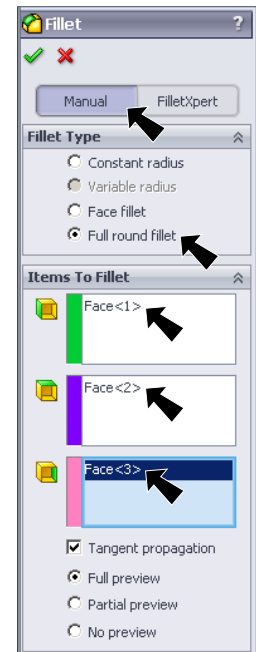 Fillet ?
Manual FilletXpert
Fillet Type
Constant radius
Variable radius
Face fillet
Full round fillet
Items To Fillet
Face<1>
Face<2>
Face<3>
Tangent propagation
Full preview
Partial preview
No preview